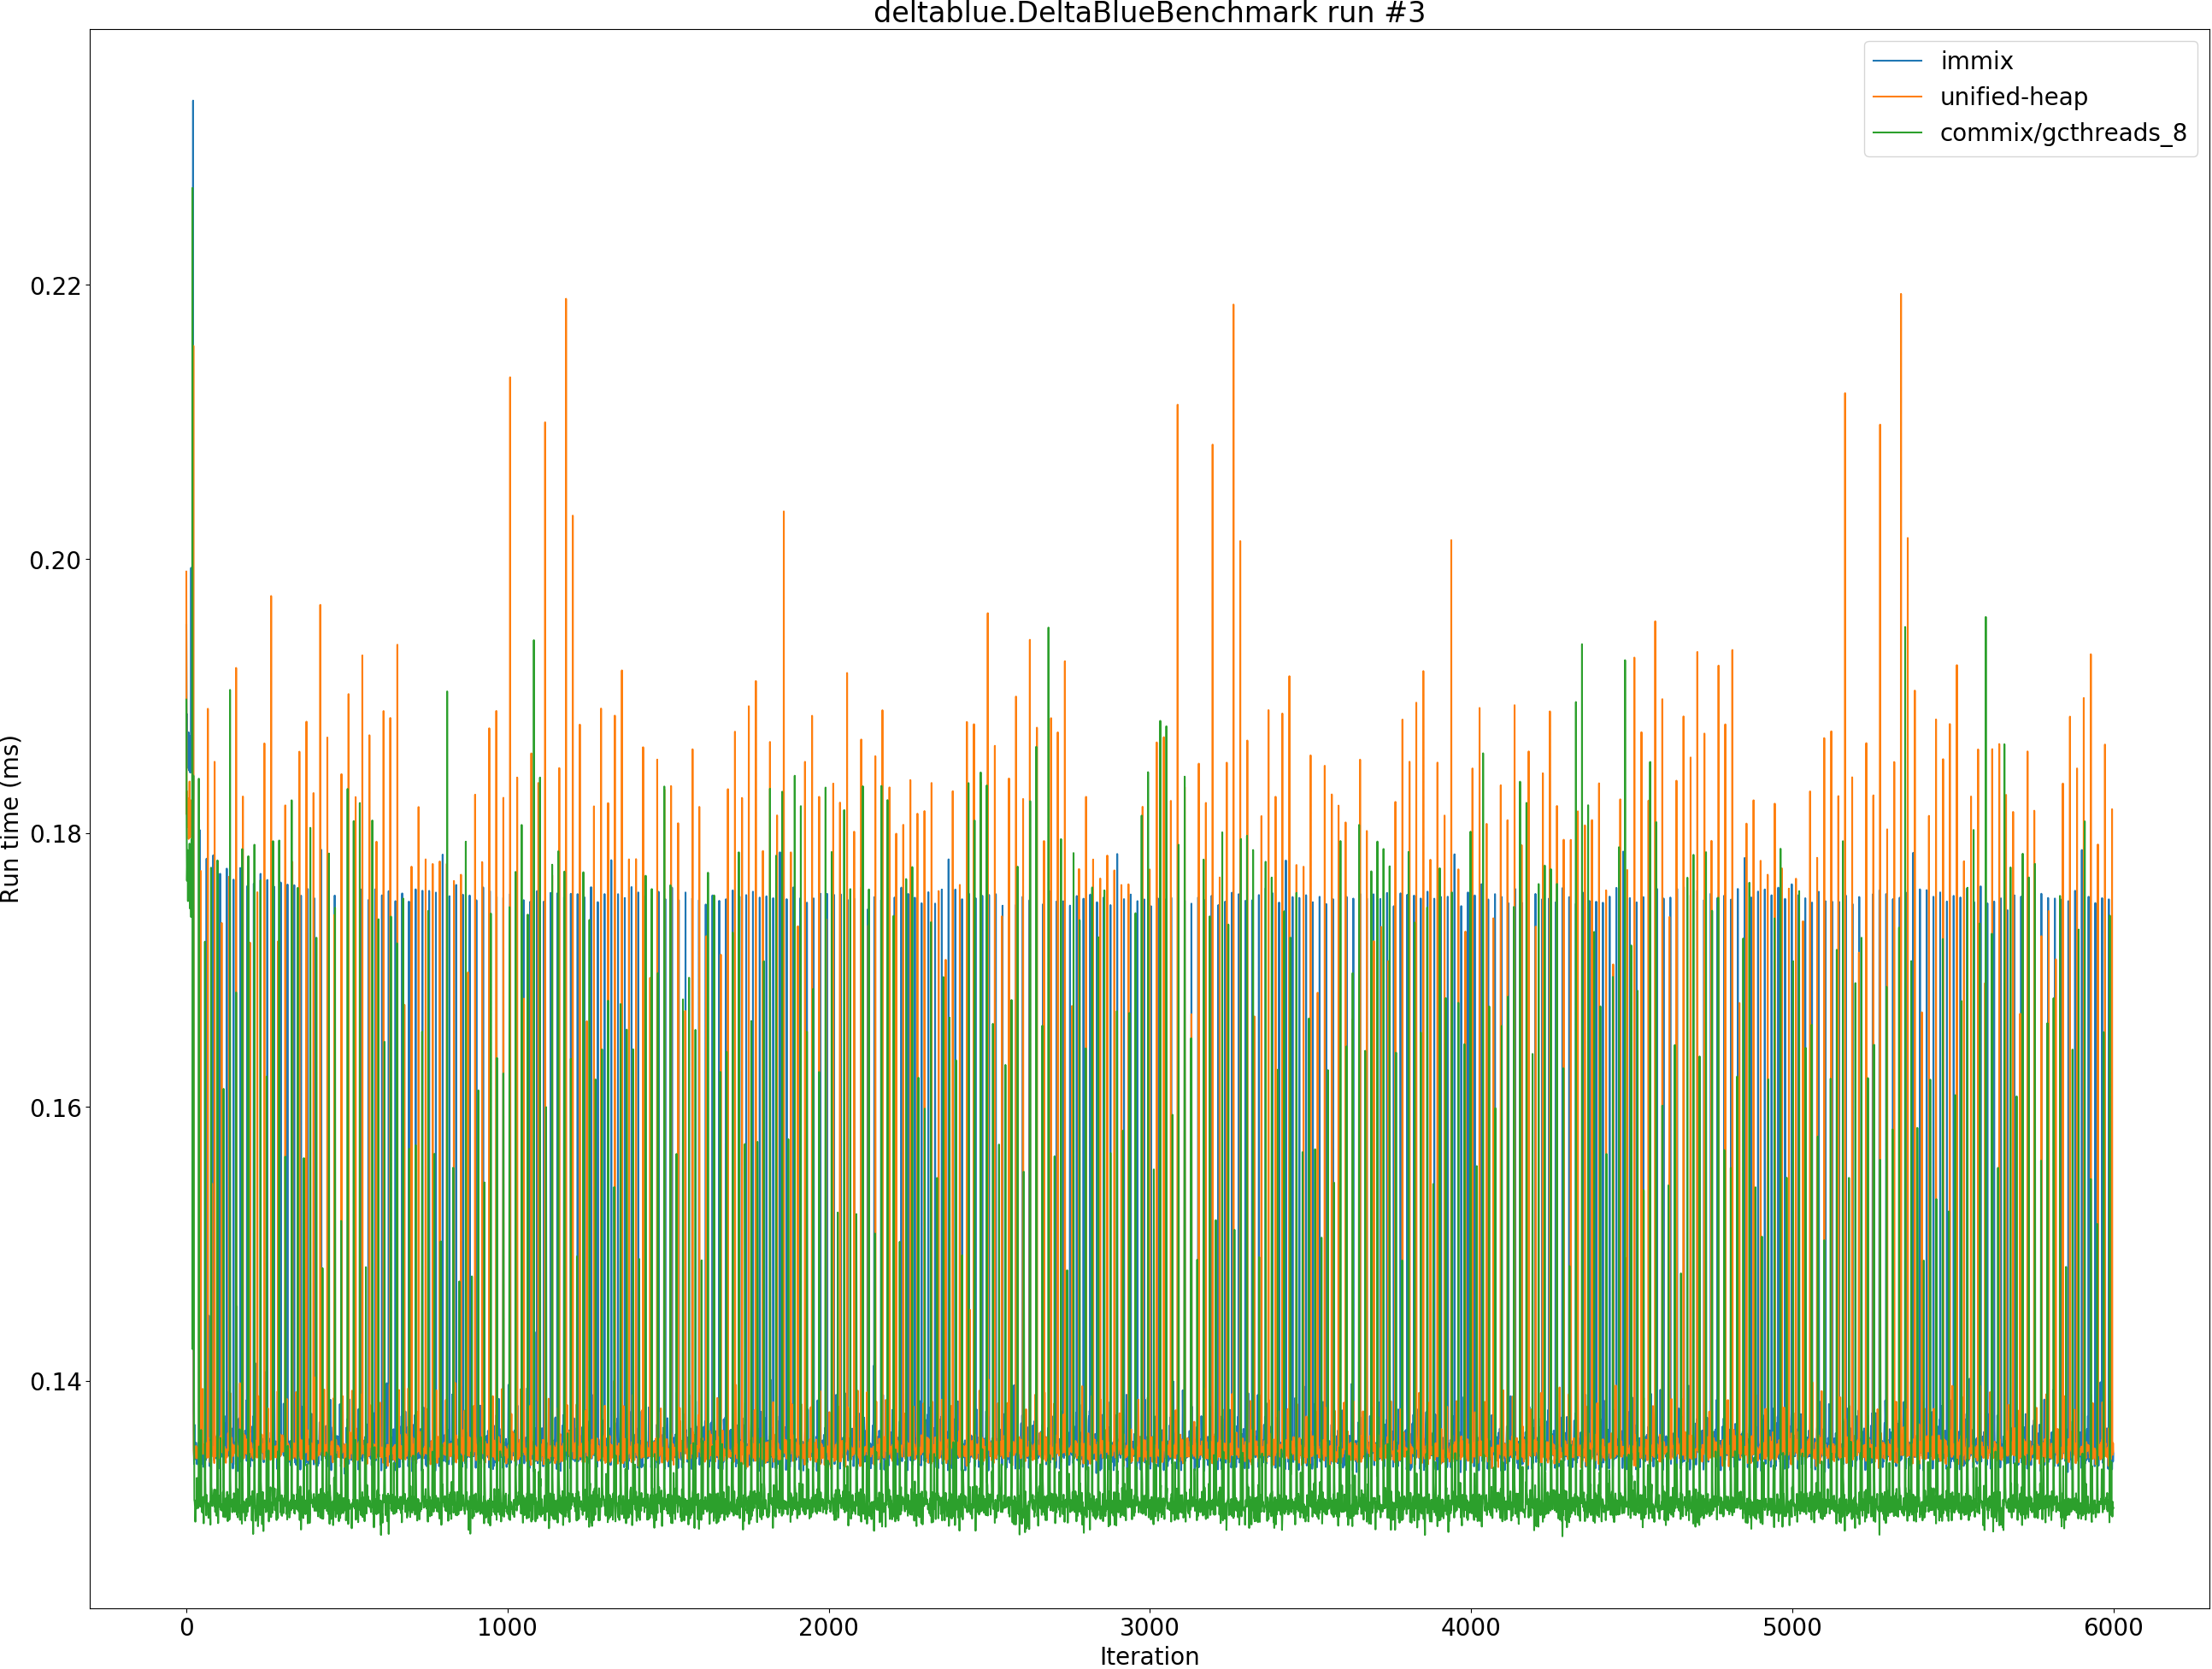 deltablue.DeltaBlueBenchmark run #3
immix
unified-heap
commix/gcthreads_8
Run time (ms)
0.22
0.20
0.18
0.16
0.14
0
1000
2000
3000
4000
5000
6000
Iteration